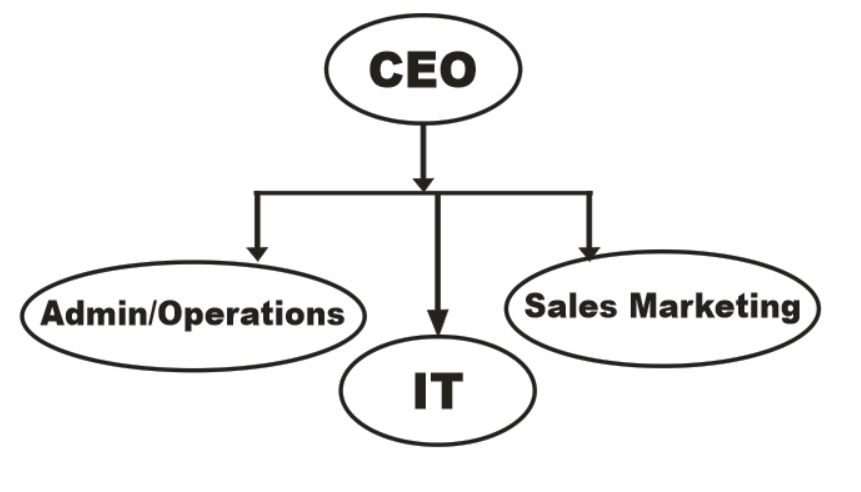 CEO
Admin/Operations
Sales Marketing
IT